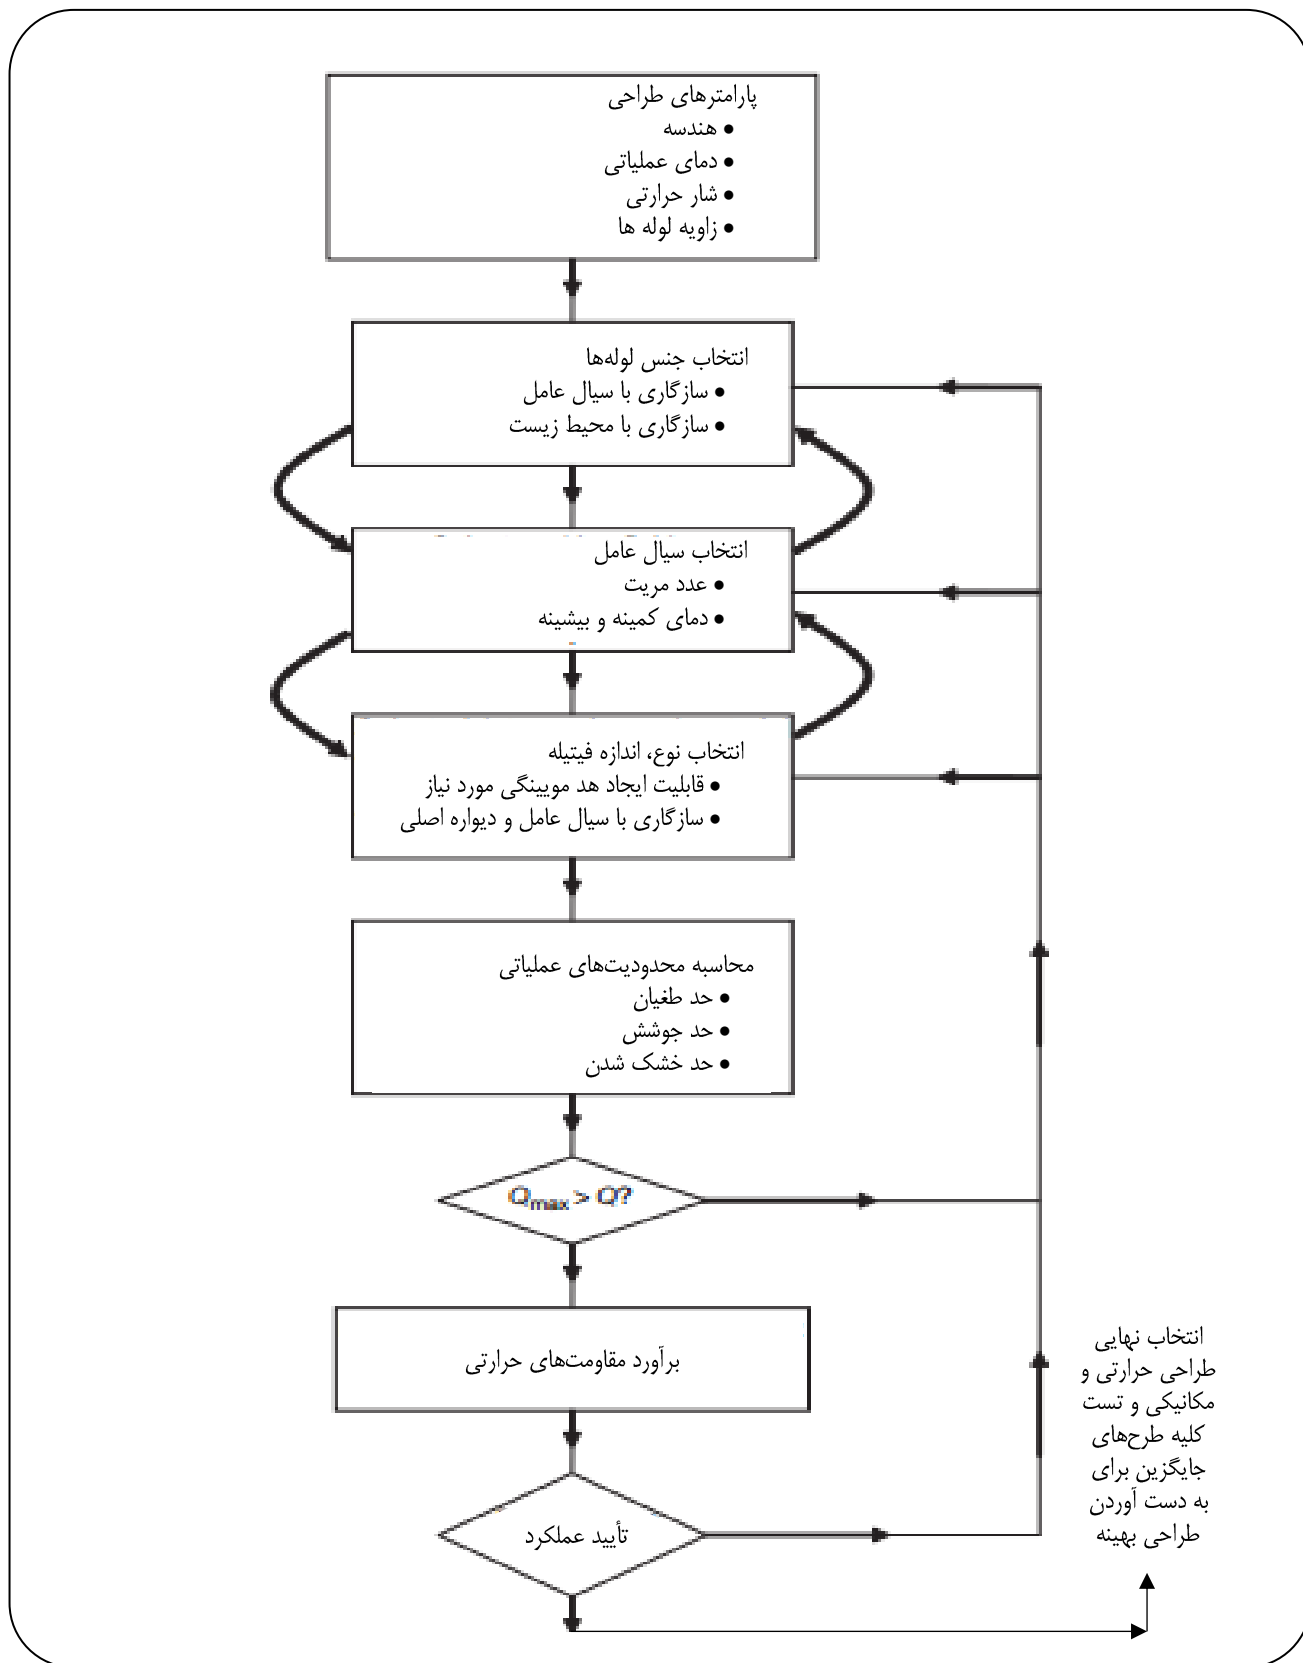 پارامترهای طراحی
• هندسه
• دمای عملیاتی
• شار حرارتی
• زاویه لوله ها
انتخاب جنس لوله‌ها
• سازگاری با سیال عامل
• سازگاری با محیط زیست
انتخاب سیال عامل
• عدد مریت
• دمای کمینه و بیشینه
انتخاب نوع، اندازه فیتیله
• قابلیت ایجاد هد مویینگی مورد نیاز
• سازگاری با سیال عامل و دیواره اصلی
محاسبه محدودیت‌های عملیاتی
• حد طغیان
• حد جوشش
• حد خشک شدن
Qmax > Q?
برآورد مقاومت‌های حرارتی
تأیید عملکرد
انتخاب نهایی
طراحی حرارتی و
مکانیکی و تست
کلیه طرح‌های
جایگزین برای
به دست آوردن
طراحی بهینه